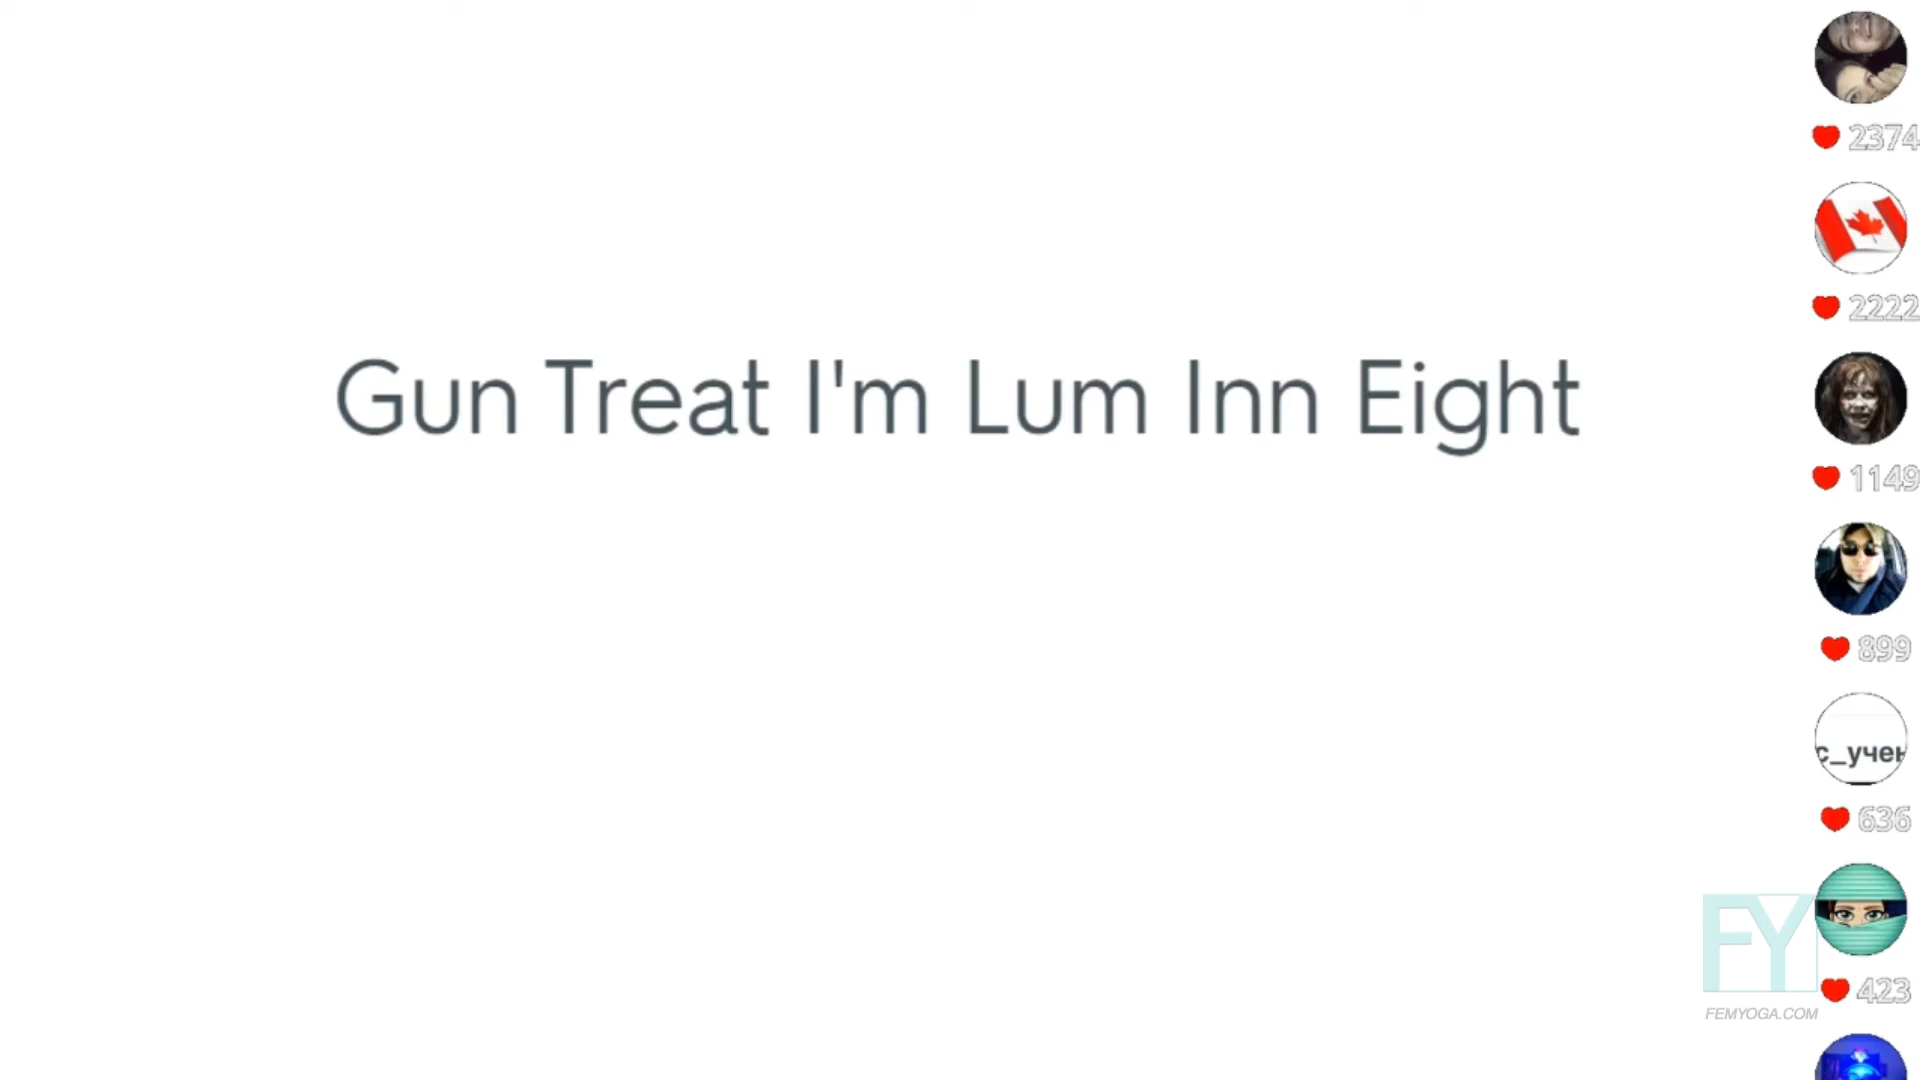 Gun Treat I'm Lum Inn Eight
2374
2222
1149
899
с_учен
636
423
FY
FEMYOGA.COM